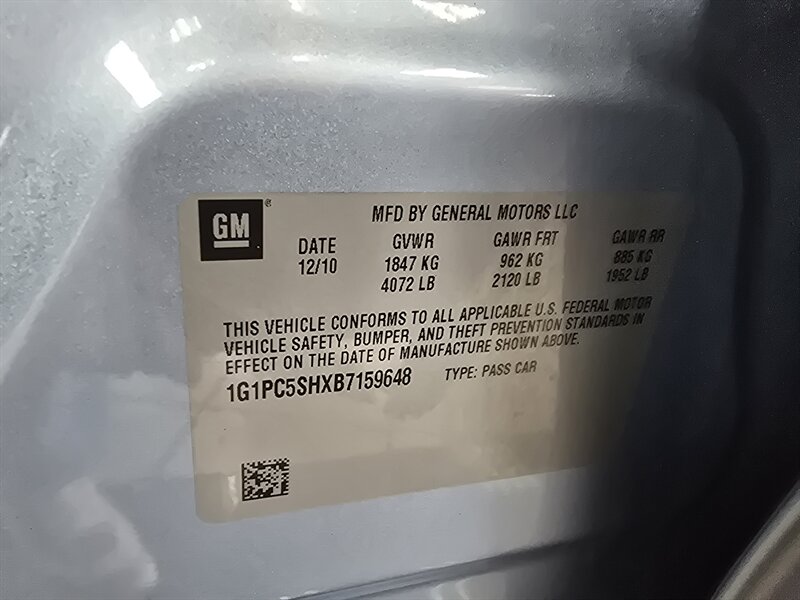 GM®
MFD BY GENERAL MOTORS LLC
DATE GVWR GAWR FRT GAWR RR
12/10 1847 KG 962 KG 885 KG
4072 LB 2120 LB 1952 LB
THIS VEHICLE CONFORMS TO ALL APPLICABLE U.S. FEDERAL MOTOR
VEHICLE SAFETY, BUMPER, AND THEFT PREVENTION STANDARDS IN
EFFECT ON THE DATE OF MANUFACTURE SHOWN ABOVE.
1G1PC5SHXB7159648 TYPE: PASS CAR